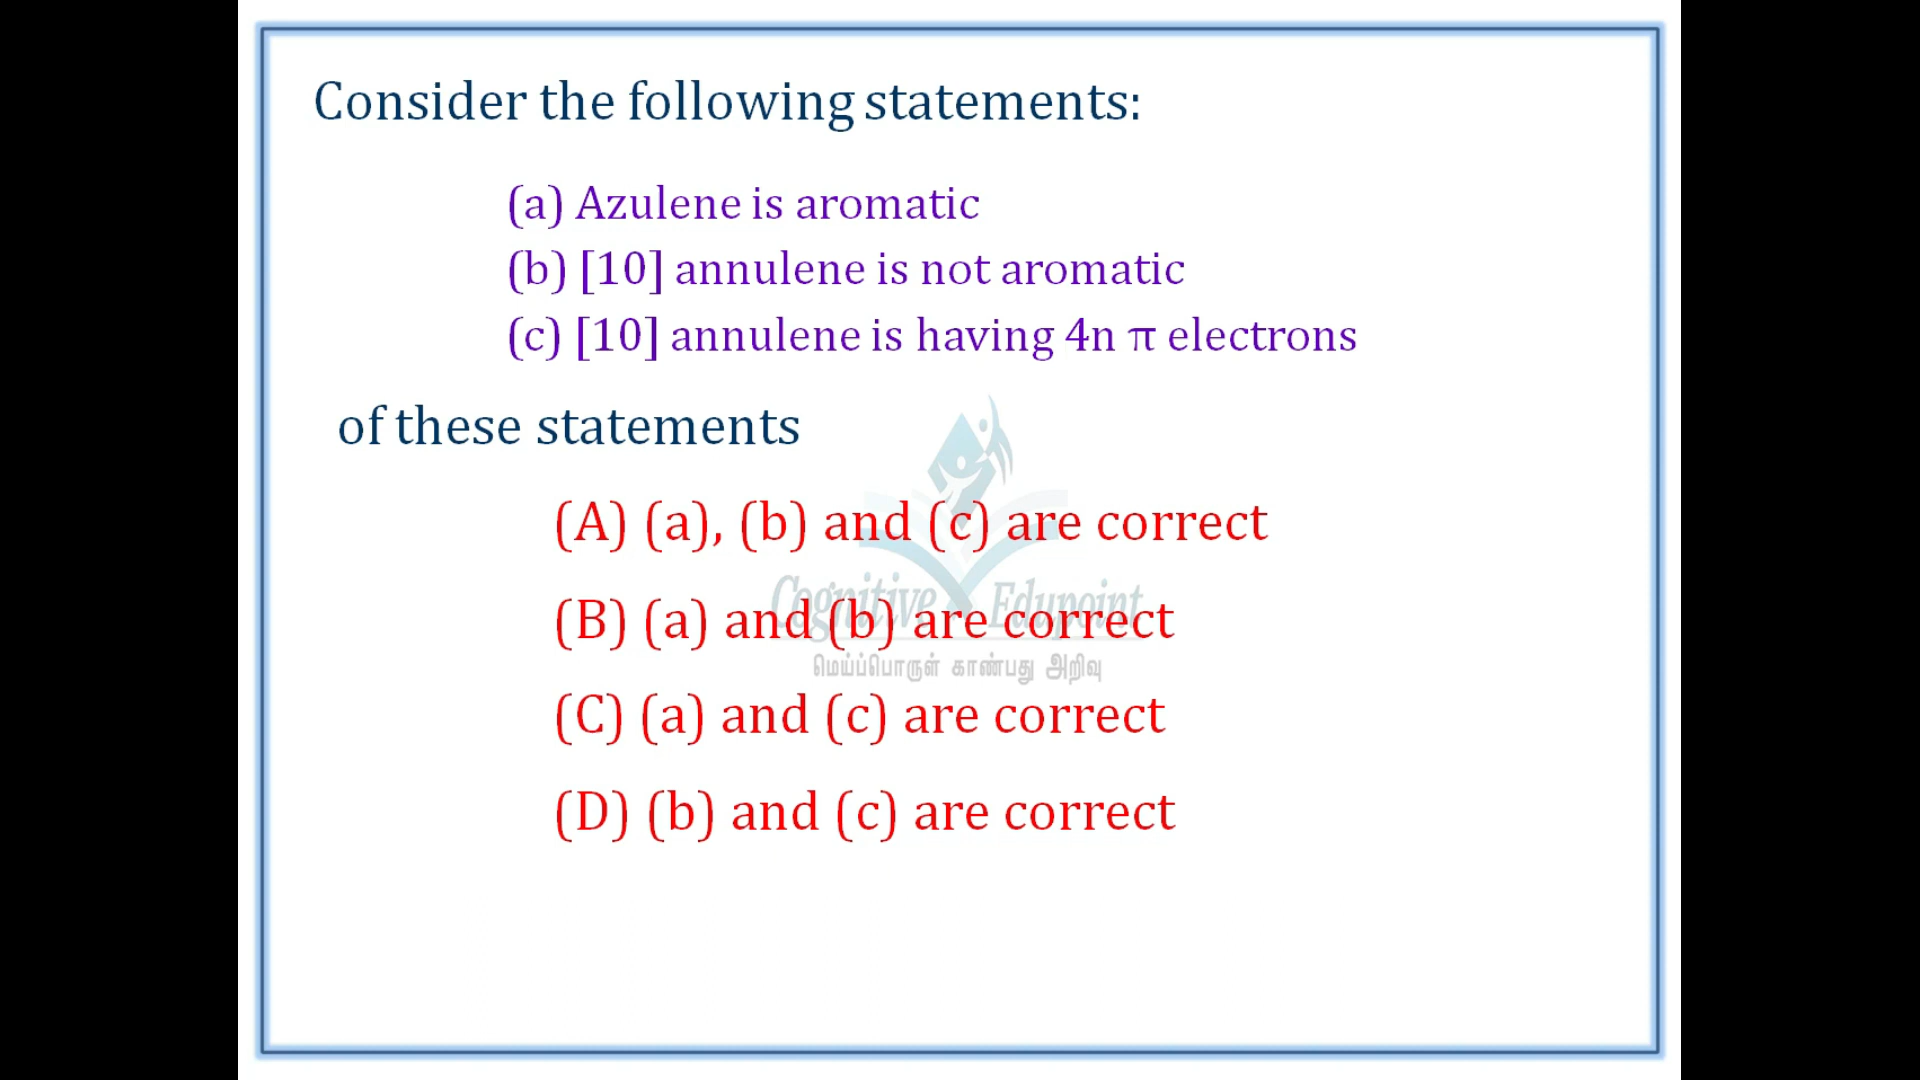 Consider the following statements:
(a) Azulene is aromatic
(b) [10] annulene is not aromatic
(c) [10] annulene is having 4n π electrons
of these statements
(A) (a), (b) and (c) are correct
Cognitive Edupoint
(B) (a) and (b) are correct
மெய்ப்பொருள் காண்பது அறிவு
(C) (a) and (c) are correct
(D) (b) and (c) are correct